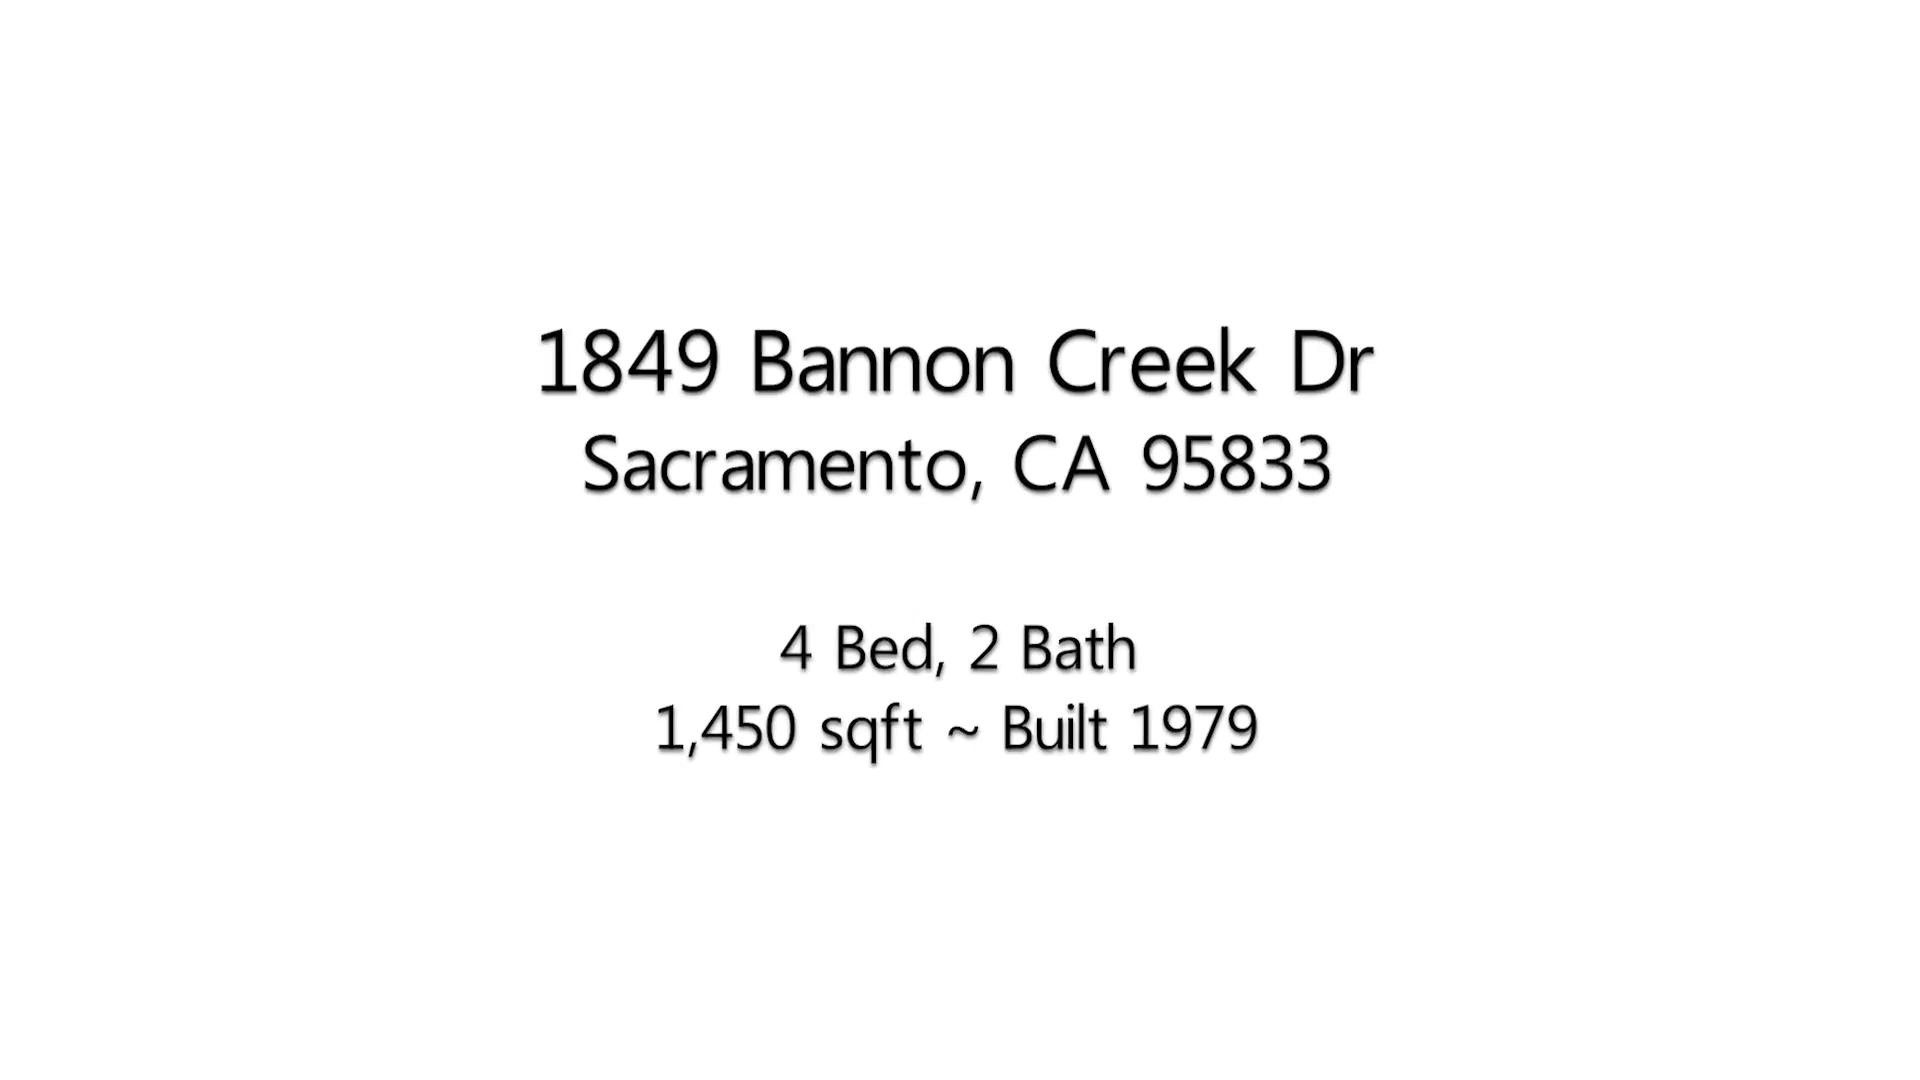 1849 Bannon Creek Dr
Sacramento, CA 95833
4 Bed, 2 Bath
1,450 sqft ~ Built 1979